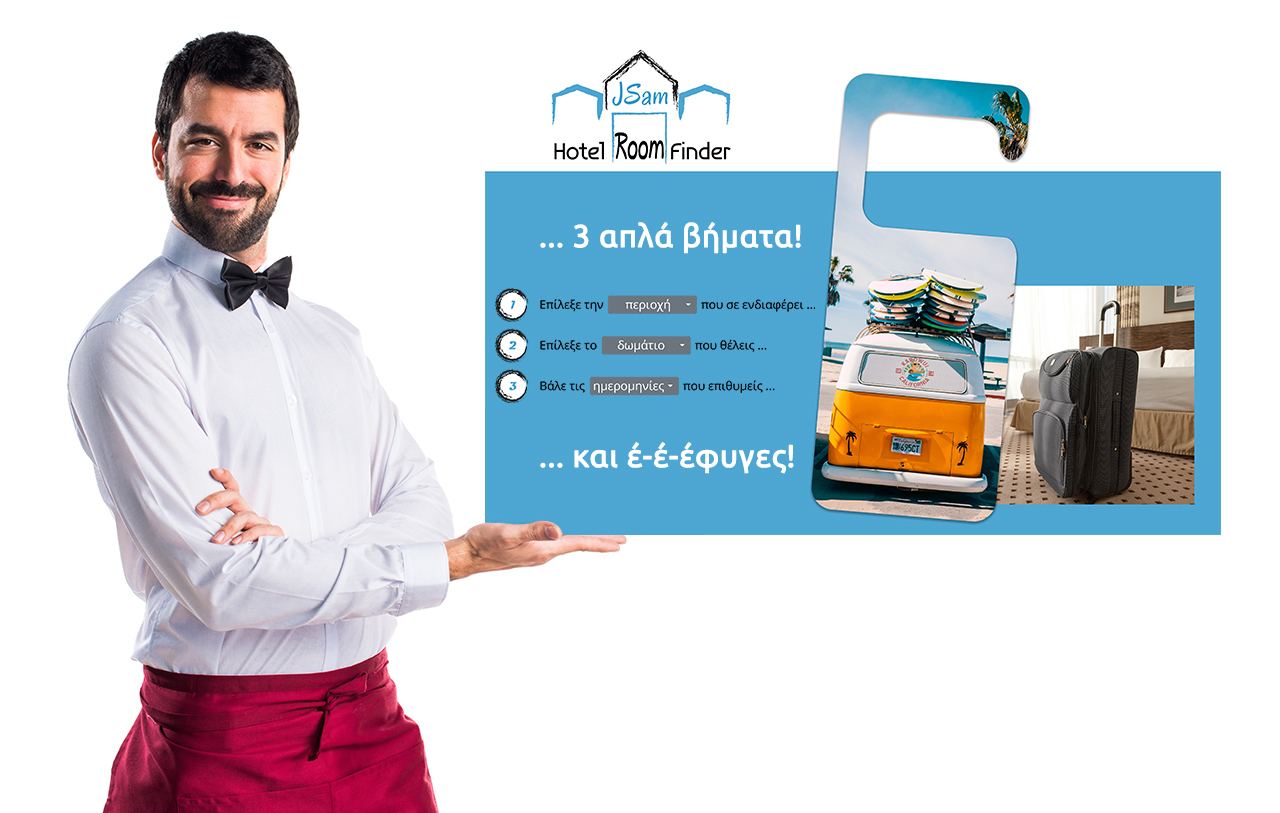 JSam
Hotel Room Finder
... 3 απλά βήματα!
1 Επίλεξε την περιοχή που σε ενδιαφέρει ...
2 Επίλεξε το δωμάτιο που θέλεις ...
3 Βάλε τις ημερομηνίες που επιθυμείς ...
... και έ-έ-έφυγες!
CALIFORNIA